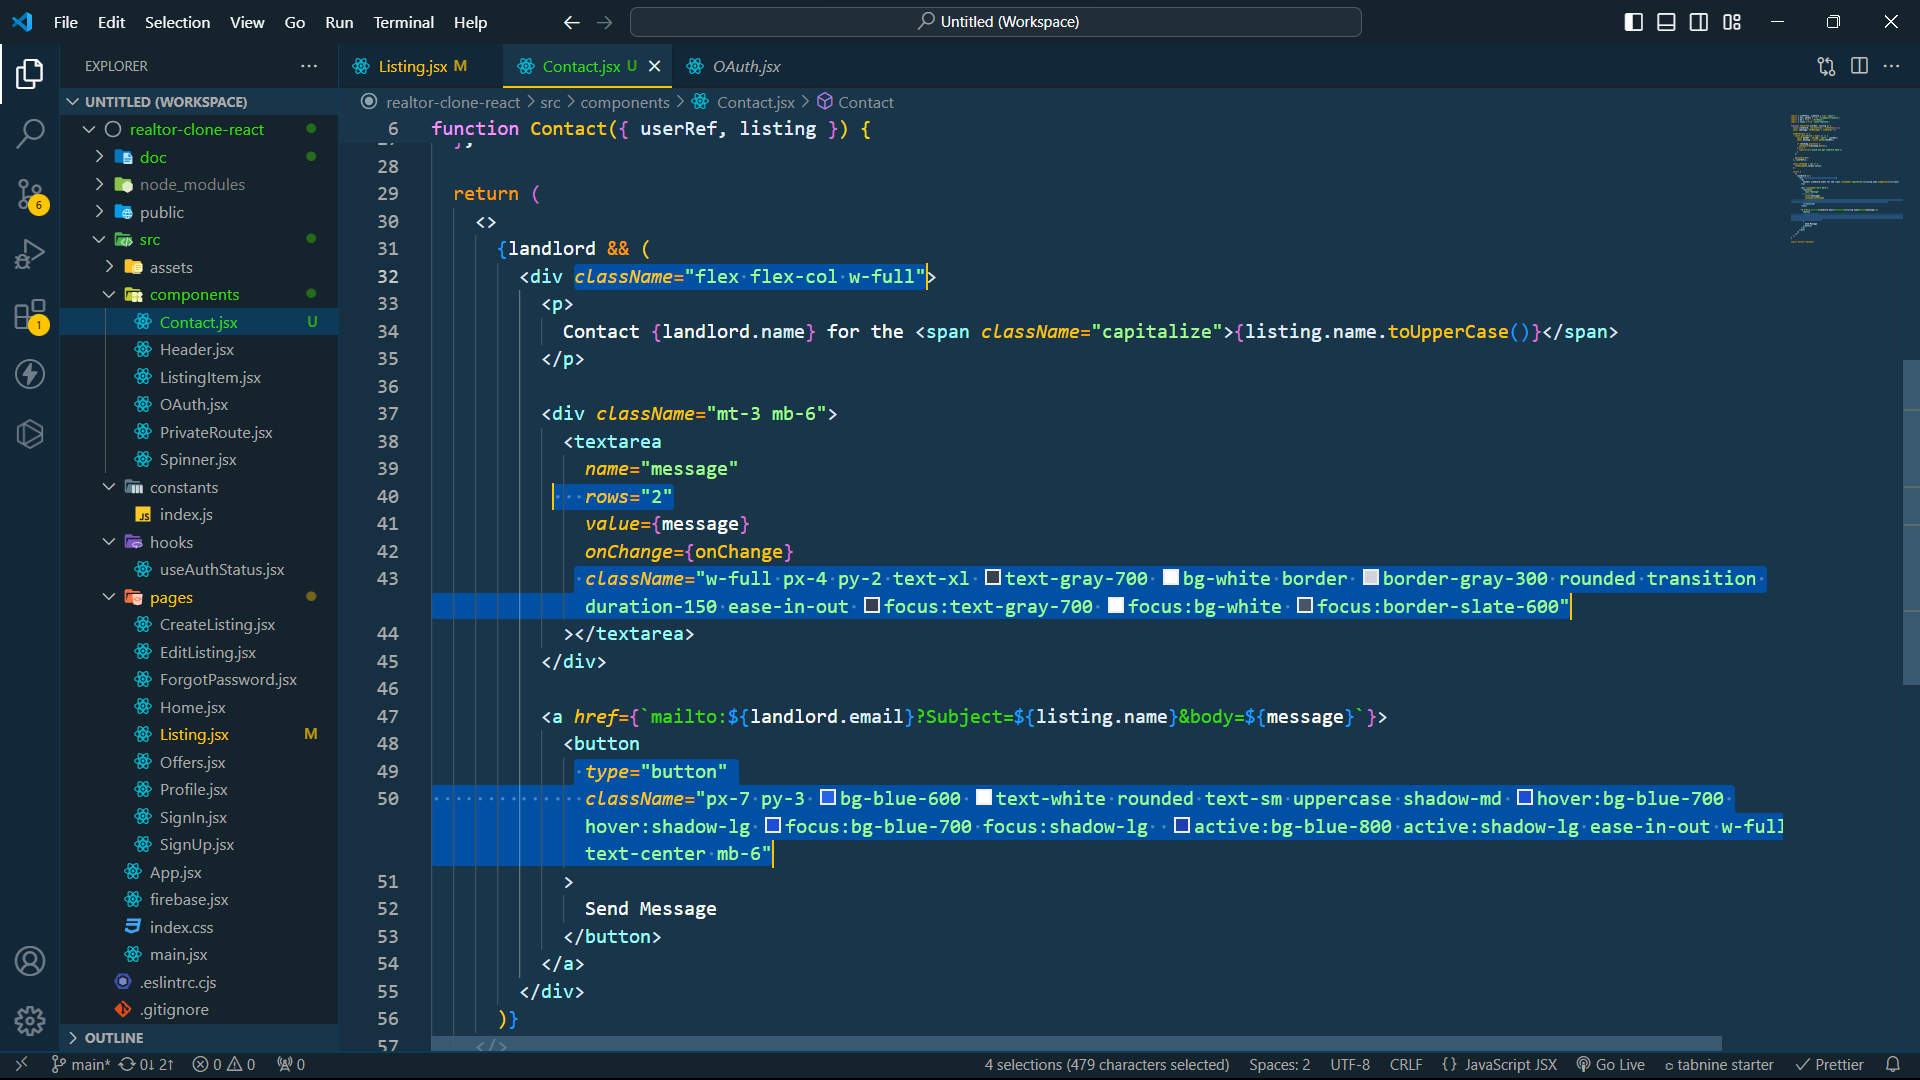 File Edit Selection View Go Run Terminal Help
Untitled (Workspace)
EXPLORER
UNTITLED (WORKSPACE)
realtor-clone-react
doc
node_modules
public
src
assets
components
Contact.jsx U
Header.jsx
ListingItem.jsx
OAuth.jsx
PrivateRoute.jsx
Spinner.jsx
constants
index.js
hooks
useAuthStatus.jsx
pages
CreateListing.jsx
EditListing.jsx
ForgotPassword.jsx
Home.jsx
Listing.jsx M
Offers.jsx
Profile.jsx
SignIn.jsx
SignUp.jsx
App.jsx
firebase.jsx
index.css
main.jsx
.eslintrc.cjs
.gitignore
OUTLINE
6
1
Listing.jsx M
Contact.jsx U
OAuth.jsx
realtor-clone-react > src > components > Contact.jsx > Contact
6 function Contact({ userRef, listing }) {
28
29 return (
30 <>
31 {landlord && (
32 <div className="flex flex-col w-full">
33 <p>
34 Contact {landlord.name} for the <span className="capitalize">{listing.name.toUpperCase()}</span>
35 </p>
36
37 <div className="mt-3 mb-6">
38 <textarea
39 name="message"
40 rows="2"
41 value={message}
42 onChange={onChange}
43 className="w-full px-4 py-2 text-xl text-gray-700 bg-white border border-gray-300 rounded transition
duration-150 ease-in-out focus:text-gray-700 focus:bg-white focus:border-slate-600"
44 ></textarea>
45 </div>
46
47 <a href={`mailto:${landlord.email}?Subject=${listing.name}&body=${message}`}>
48 <button
49 type="button"
50 className="px-7 py-3 bg-blue-600 text-white rounded text-sm uppercase shadow-md hover:bg-blue-700
hover:shadow-lg focus:bg-blue-700 focus:shadow-lg active:bg-blue-800 active:shadow-lg ease-in-out w-full
text-center mb-6"
51 >
52 Send Message
53 </button>
54 </a>
55 </div>
56 )}
57 </>
main* 0↓ 2↑ 0 0 0
4 selections (479 characters selected) Spaces: 2 UTF-8 CRLF {} JavaScript JSX Go Live tabnine starter Prettier